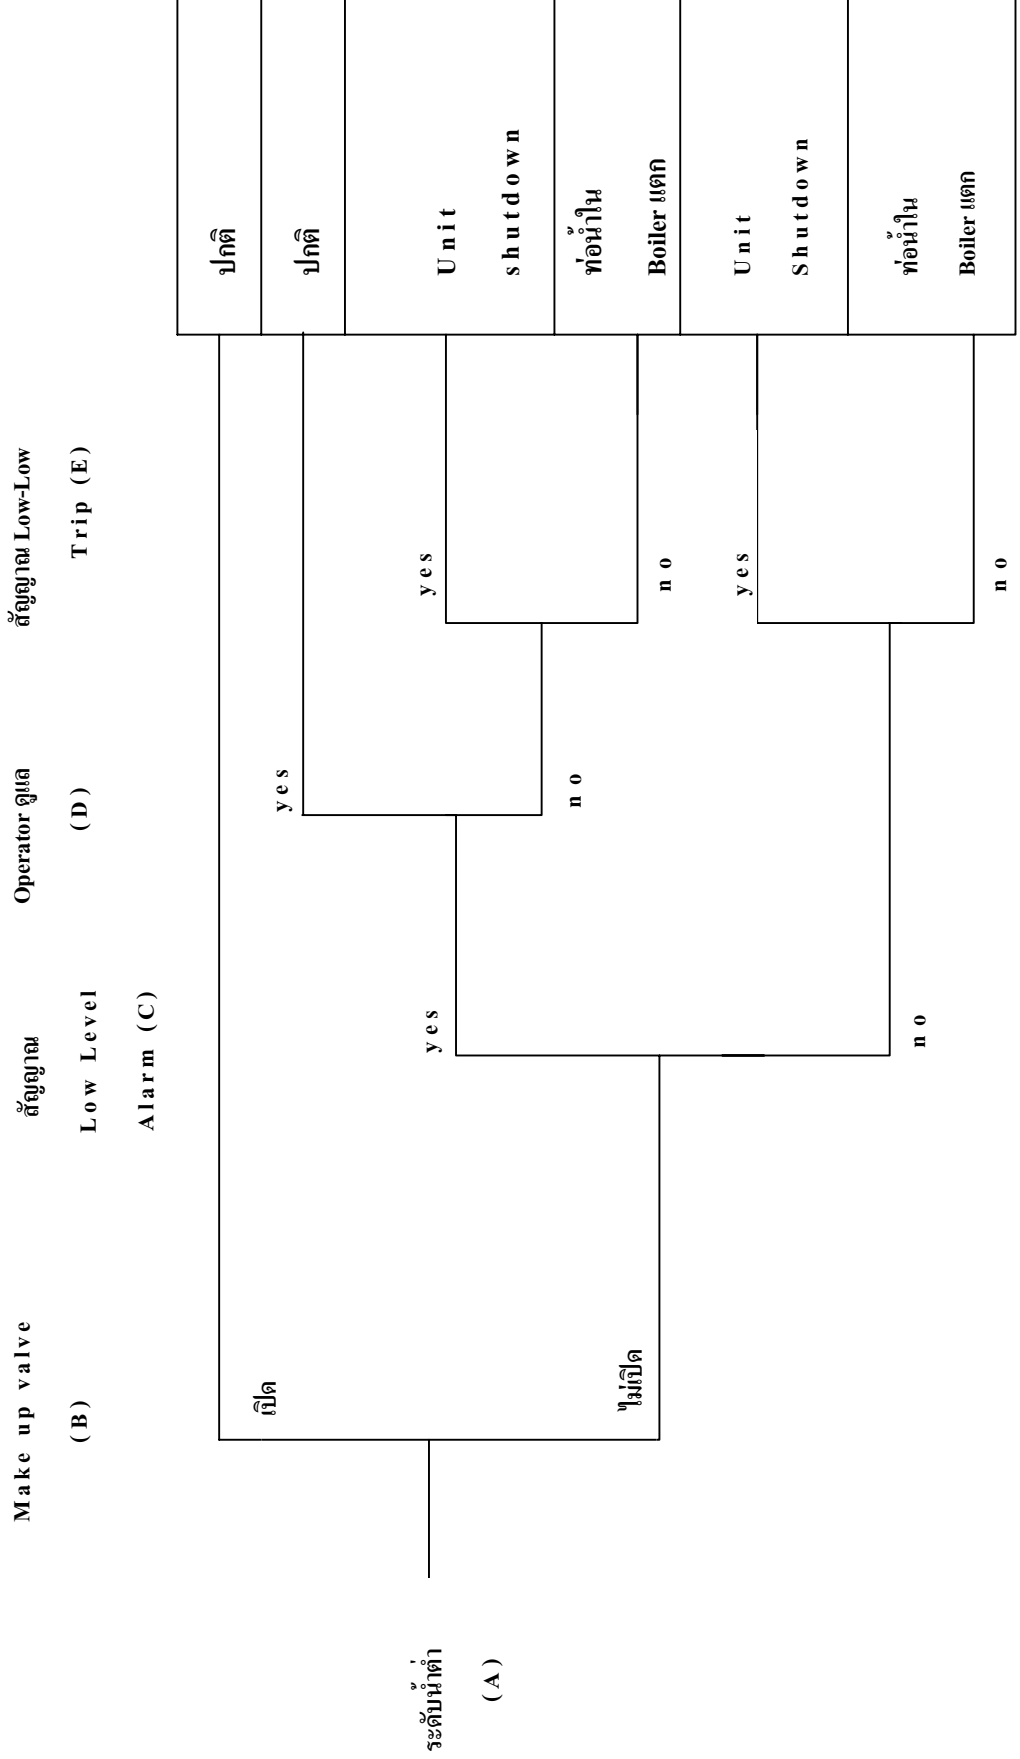 ระดับน้ำต่ำ
(A)
Make up valve
(B)
สัญญาณ
Low Level
Alarm (C)
Operator ดูแล
(D)
สัญญาณ Low-Low
Trip (E)
เปิด
ไม่เปิด
yes
no
yes
no
yes
no
yes
no
ปกติ
ปกติ
Unit
shutdown
ท่อน้ำใน
Boiler แตก
Unit
Shutdown
ท่อน้ำใน
Boiler แตก